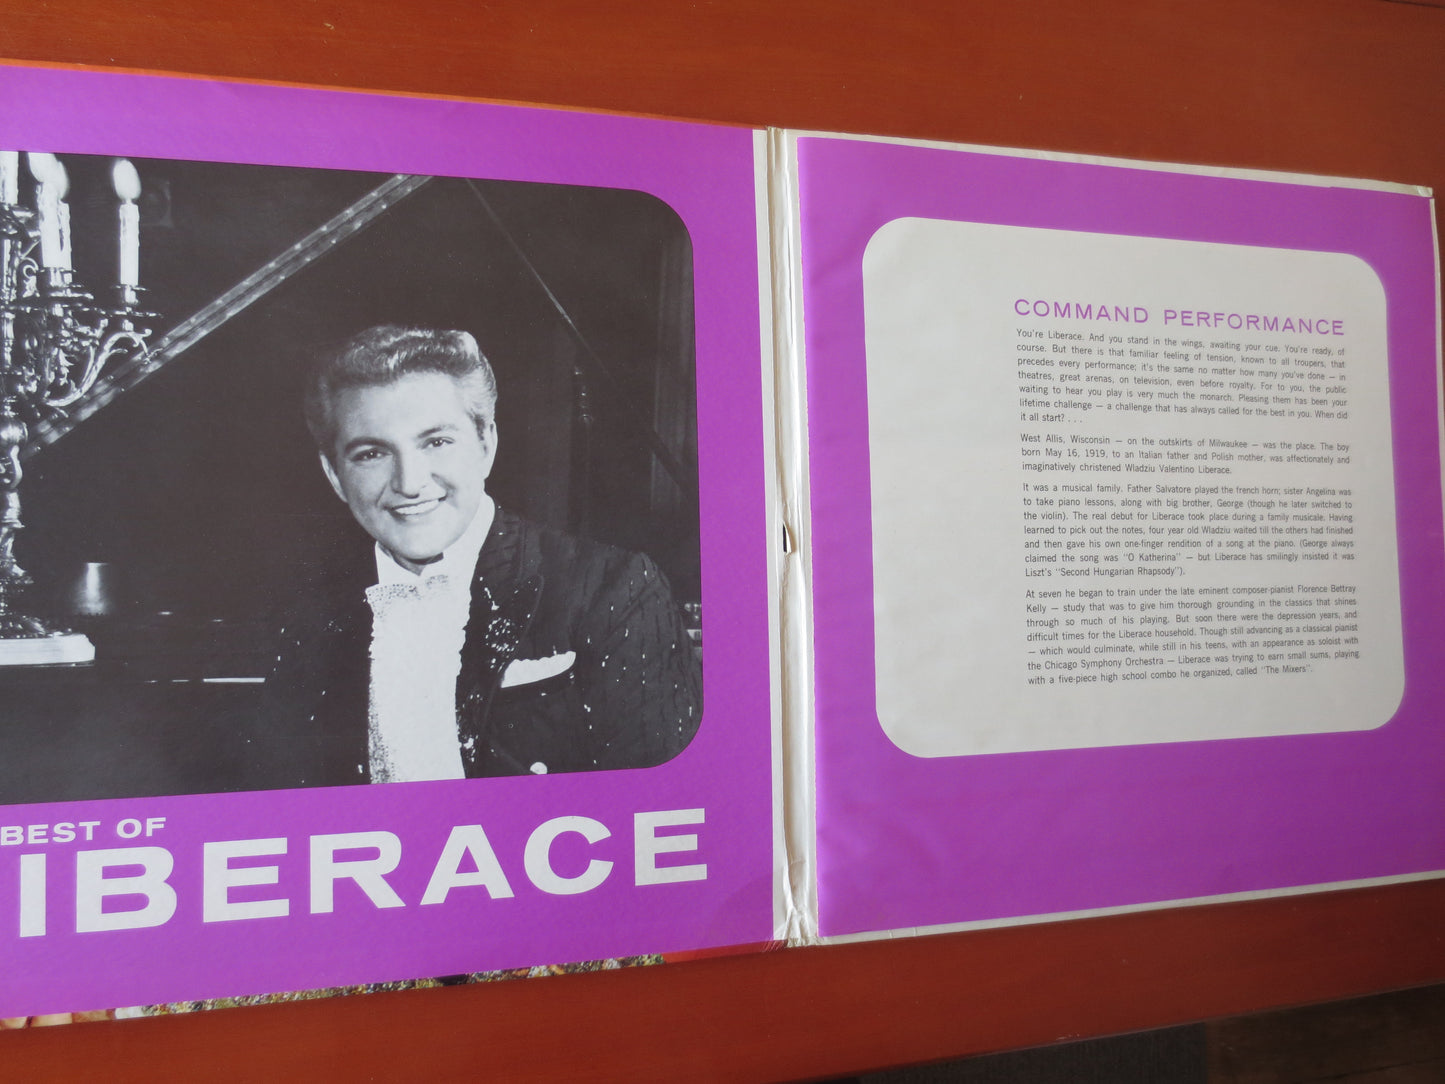 BEST OF
IBERACE
COMMAND PERFORMANCE
You're Liberace. And you stand in the wings, awaiting your cue. You're ready, of
course. But there is that familiar feeling of tension, known to all troupers, that
precedes every performance; it's the same no matter how many you've done — in
theatres, great arenas, on television, even before royalty. For to you, the public
waiting to hear you play is very much the monarch. Pleasing them has been your
lifetime challenge — a challenge that has always called for the best in you. When did
it all start? . . .
West Allis, Wisconsin — on the outskirts of Milwaukee — was the place. The boy
born May 16, 1919, to an Italian father and Polish mother, was affectionately and
imaginatively christened Wladziu Valentino Liberace.
It was a musical family. Father Salvatore played the french horn; sister Angelina was
to take piano lessons, along with big brother, George (though he later switched to
the violin). The real debut for Liberace took place during a family musicale. Having
learned to pick out the notes, four year old Wladziu waited till the others had finished
and then gave his own one-finger rendition of a song at the piano. (George always
claimed the song was "O Katherina" — but Liberace has smilingly insisted it was
Liszt's "Second Hungarian Rhapsody").
At seven he began to train under the late eminent composer-pianist Florence Bettray
Kelly — study that was to give him thorough grounding in the classics that shines
through so much of his playing. But soon there were the depression years, and
difficult times for the Liberace household. Though still advancing as a classical pianist
— which would culminate, while still in his teens, with an appearance as soloist with
the Chicago Symphony Orchestra — Liberace was trying to earn small sums, playing
with a five-piece high school combo he organized, called "The Mixers".